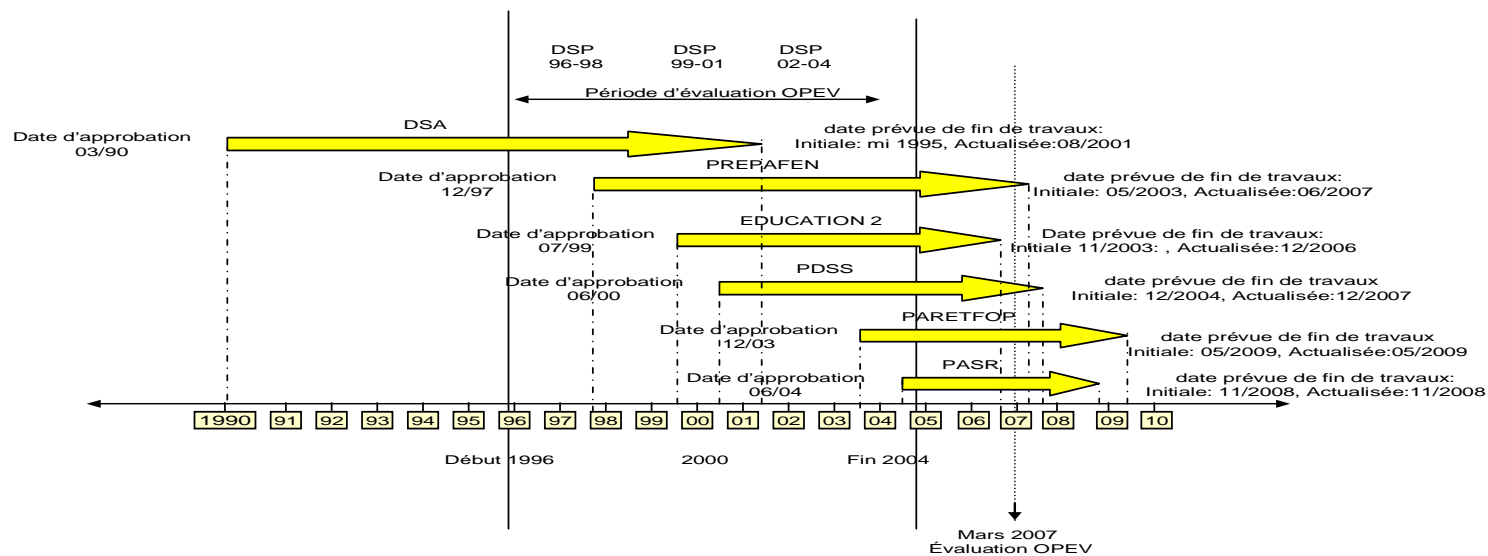 DSP
96-98
DSP
99-01
DSP
02-04
Période d'évaluation OPEV
DSA
Date d'approbation
03/90
date prévue de fin de travaux:
Initiale: mi 1995, Actualisée:08/2001
PREPAFEN
Date d'approbation
12/97
date prévue de fin de travaux:
Initiale: 05/2003, Actualisée:06/2007
EDUCATION 2
Date d'approbation
07/99
Date prévue de fin de travaux:
Initiale 11/2003: , Actualisée:12/2006
PDSS
Date d'approbation
06/00
date prévue de fin de travaux
Initiale: 12/2004, Actualisée:12/2007
PARETFOP
Date d'approbation
12/03
date prévue de fin de travaux
Initiale: 05/2009, Actualisée:05/2009
PASR
Date d'approbation
06/04
date prévue de fin de travaux:
Initiale: 11/2008, Actualisée:11/2008
1990 91 92 93 94 95 96 97 98 99 00 01 02 03 04 05 06 07 08 09 10
Début 1996 2000 Fin 2004
Mars 2007
Évaluation OPEV